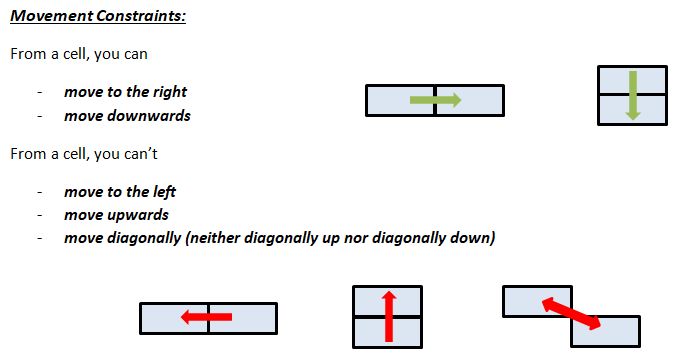 Movement Constraints:
From a cell, you can
- move to the right
- move downwards
From a cell, you can’t
- move to the left
- move upwards
- move diagonally (neither diagonally up nor diagonally down)